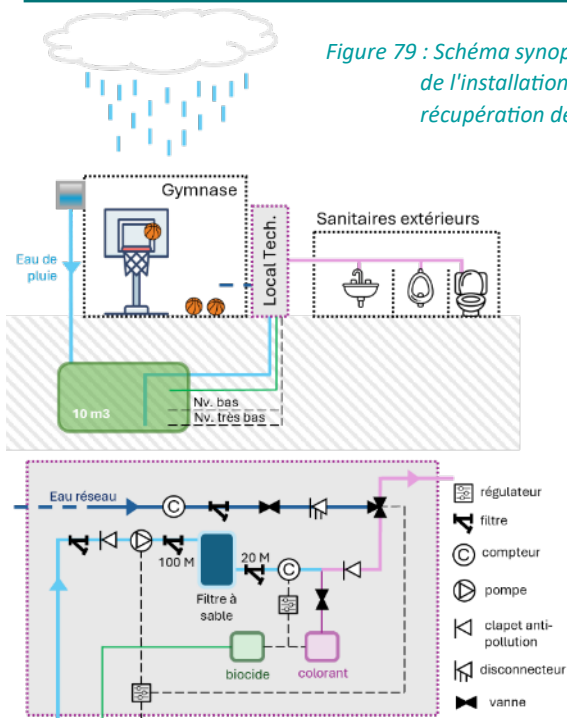 Figure 79 : Schéma synop
de l'installation
récupération de
Gymnase
Sanitaires extérieurs
Local Tech.
Eau de
pluie
10 m3
Nv. bas
Nv. très bas
Eau réseau
100 M
20 M
Filtre à
sable
biocide
colorant
régulateur
filtre
C
compteur
pompe
clapet anti-
pollution
disconnecteur
vanne
C
C